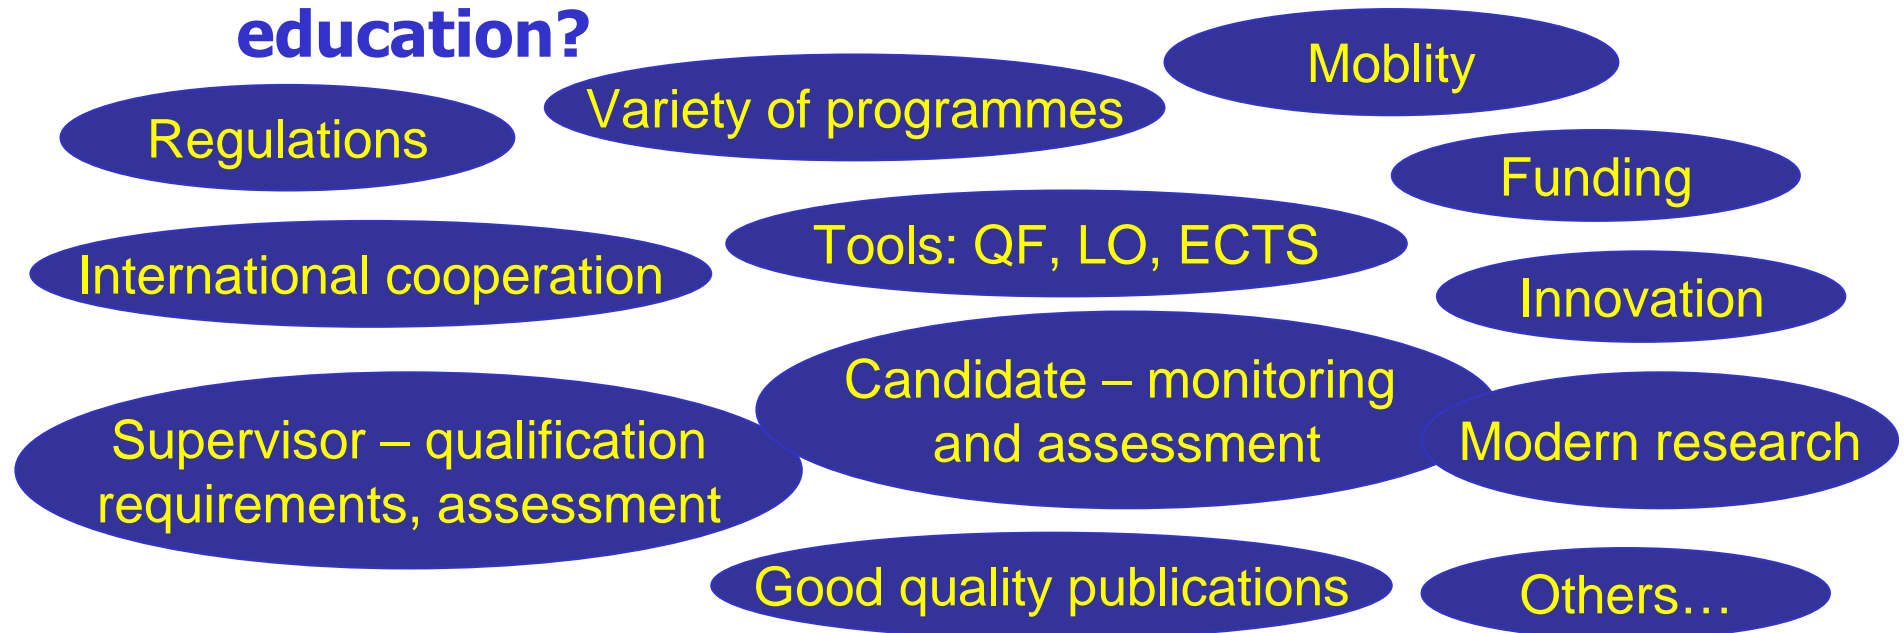 education?
Moblity
Variety of programmes
Regulations
Funding
Tools: QF, LO, ECTS
International cooperation
Innovation
Candidate – monitoring
and assessment
Supervisor – qualification
requirements, assessment
Modern research
Good quality publications
Others…